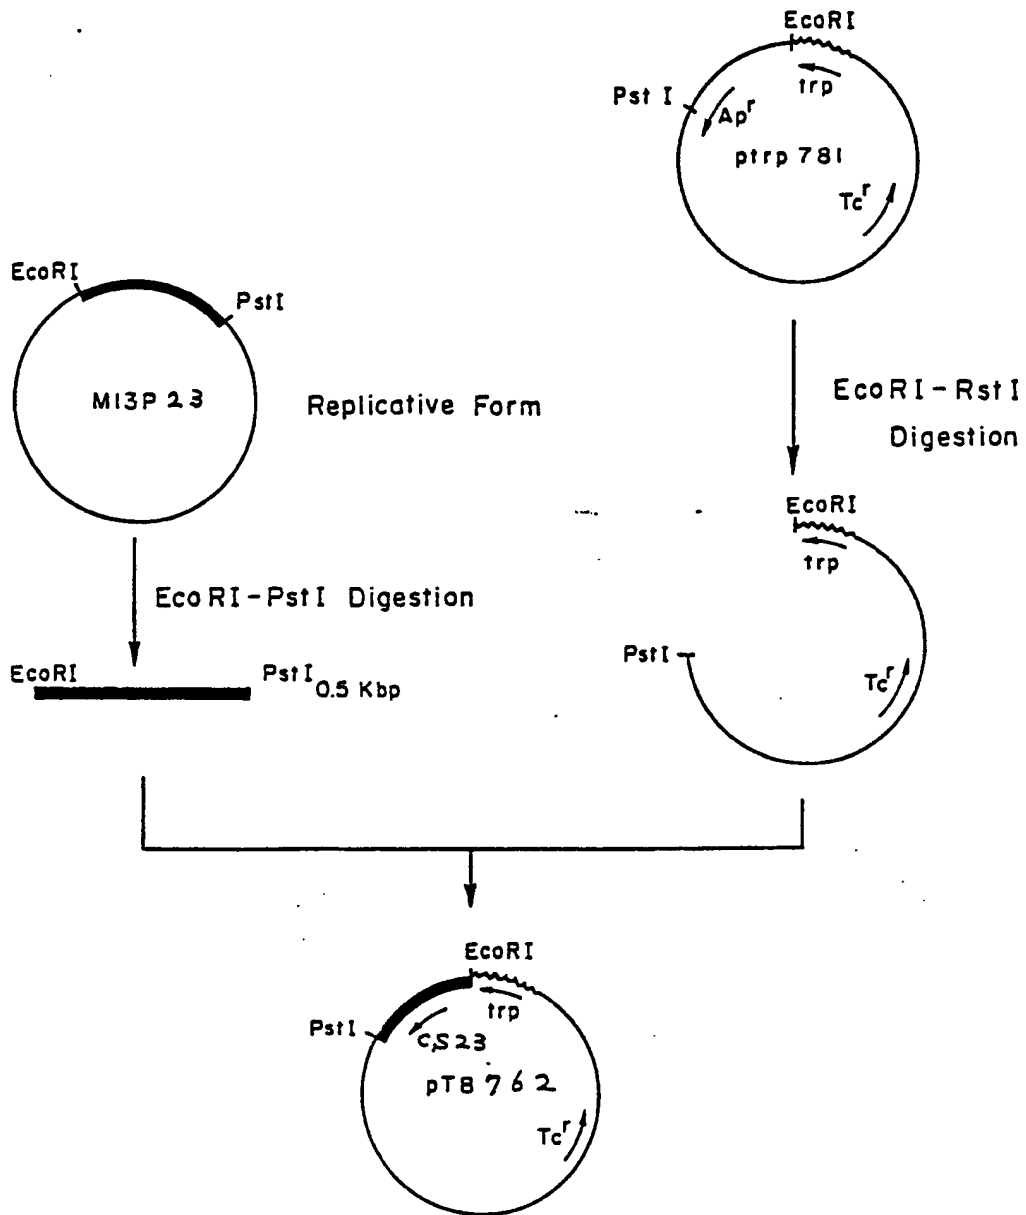 EcoRI
trp
Pst I
Apʳ
ptrp 781
Tcʳ
EcoRI
PstI
M13P 23
Replicative Form
EcoRI-RstI
Digestion
EcoRI
trp
EcoRI-PstI Digestion
PstI
EcoRI
PstI
0.5 Kbp
Tcʳ
EcoRI
trp
PstI
c,S23
pT8 762
Tcʳ